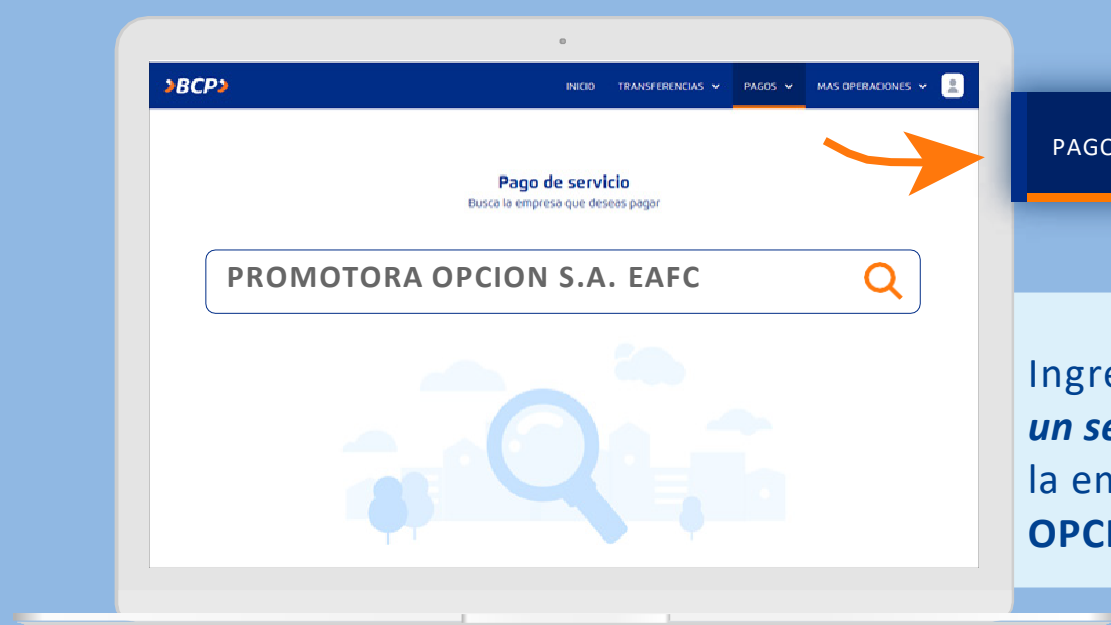 BCP
INICIO TRANSFERENCIAS PAGOS MAS OPERACIONES
PAGO
Pago de servicio
Busca la empresa que deseas pagar
PROMOTORA OPCION S.A. EAFC
Ingre
un se
la en
OPCI